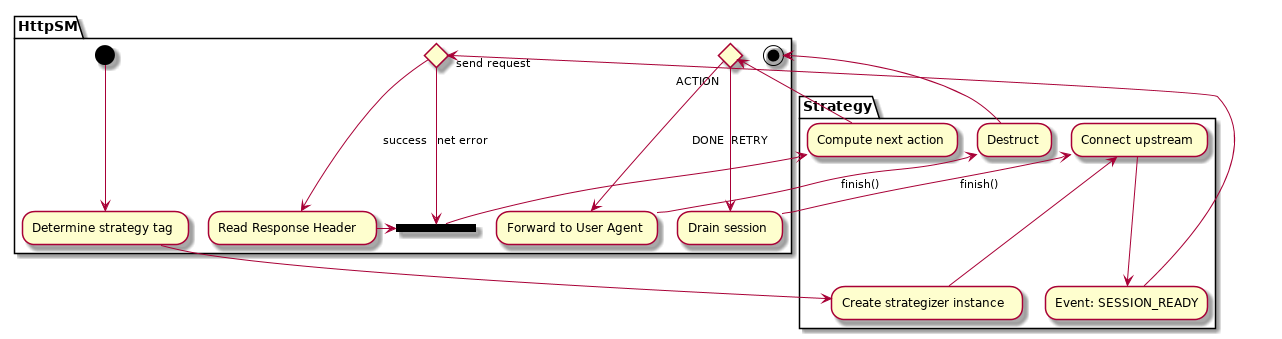 HttpSM
send request
ACTION
Strategy
Compute next action
Destruct
Connect upstream
success
net error
DONE
RETRY
finish()
finish()
Determine strategy tag
Read Response Header
Forward to User Agent
Drain session
Create strategizer instance
Event: SESSION_READY